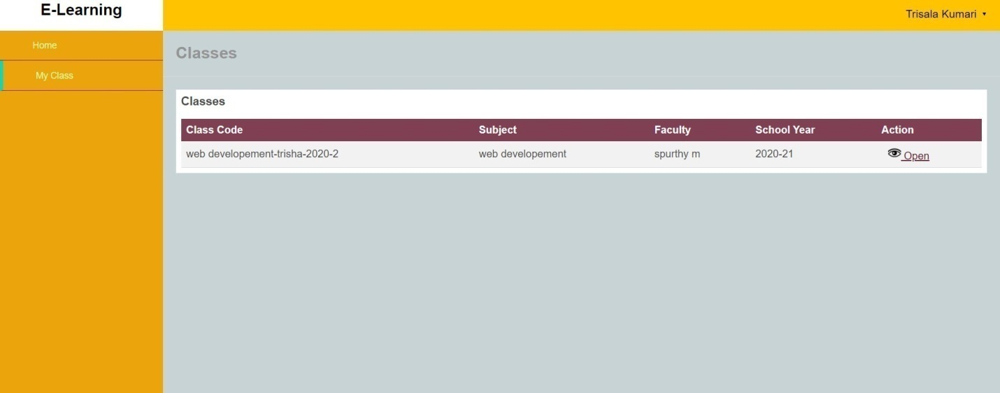 E-Learning
Trisala Kumari
Home
My Class
Classes
Classes
Class Code Subject Faculty School Year Action
web developement-trisha-2020-2 web developement spurthy m 2020-21 Open